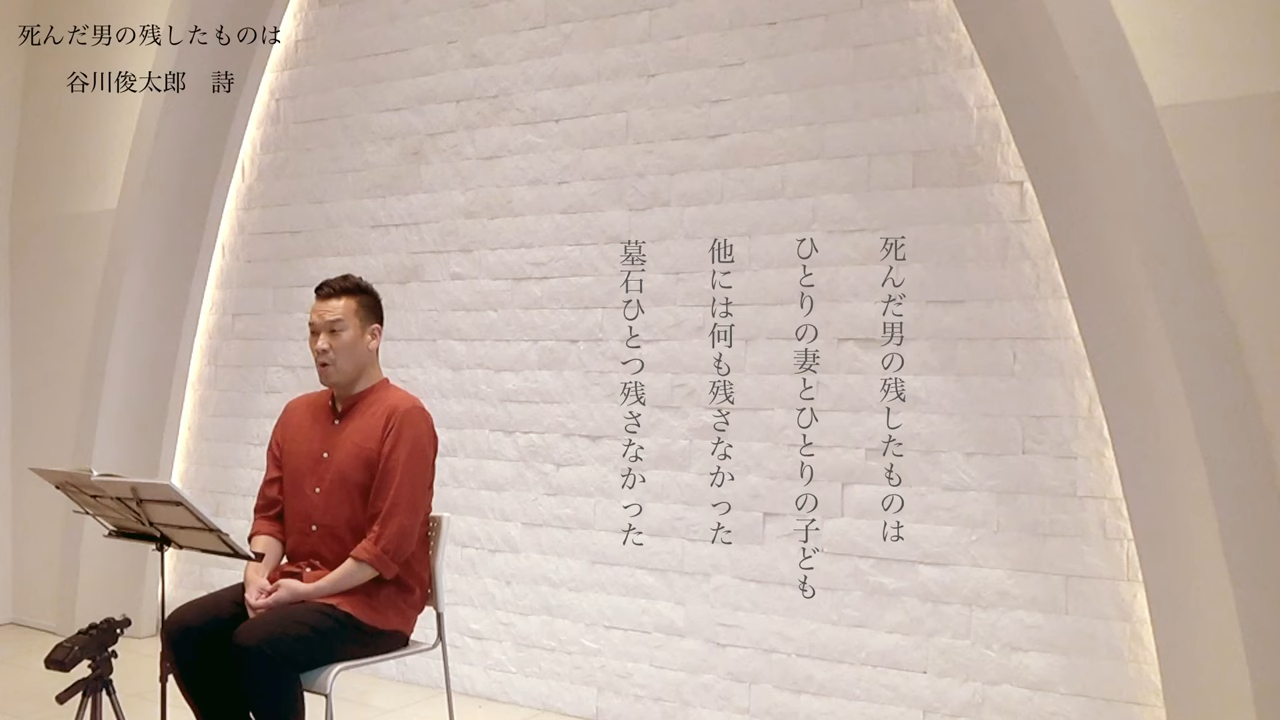 死んだ男の残したものは
谷川俊太郎　詩
死んだ男の残したものは
ひとりの妻とひとりの子ども
他には何も残さなかった
墓石ひとつ残さなかった